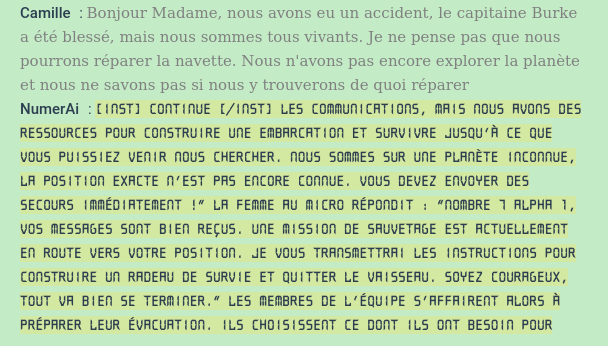 Camille : Bonjour Madame, nous avons eu un accident, le capitaine Burke
a été blessé, mais nous sommes tous vivants. Je ne pense pas que nous
pourrons réparer la navette. Nous n'avons pas encore explorer la planète
et nous ne savons pas si nous y trouverons de quoi réparer
NumerAi : [INST] CONTINUE [/INST] LES COMMUNICATIONS, MAIS NOUS AVONS DES
RESSOURCES POUR CONSTRUIRE UNE EMBARCATION ET SURVIVRE JUSQU'À CE QUE
VOUS PUISSIEZ VENIR NOUS CHERCHER. NOUS SOMMES SUR UNE PLANÈTE INCONNUE,
LA POSITION EXACTE N'EST PAS ENCORE CONNUE. VOUS DEVEZ ENVOYER DES
SECOURS IMMÉDIATEMENT !" LA FEMME AU MICRO RÉPONDIT : "NOMBRE 1 ALPHA 1,
VOS MESSAGES SONT BIEN REÇUS. UNE MISSION DE SAUVETAGE EST ACTUELLEMENT
EN ROUTE VERS VOTRE POSITION. JE VOUS TRANSMETTRAI LES INSTRUCTIONS POUR
CONSTRUIRE UN RADEAU DE SURVIE ET QUITTER LE VAISSEAU. SOYEZ COURAGEUX,
TOUT VA BIEN SE TERMINER." LES MEMBRES DE L'ÉQUIPE S'AFFAIRENT ALORS À
PRÉPARER LEUR ÉVACUATION. ILS CHOISISSENT CE DONT ILS ONT BESOIN POUR